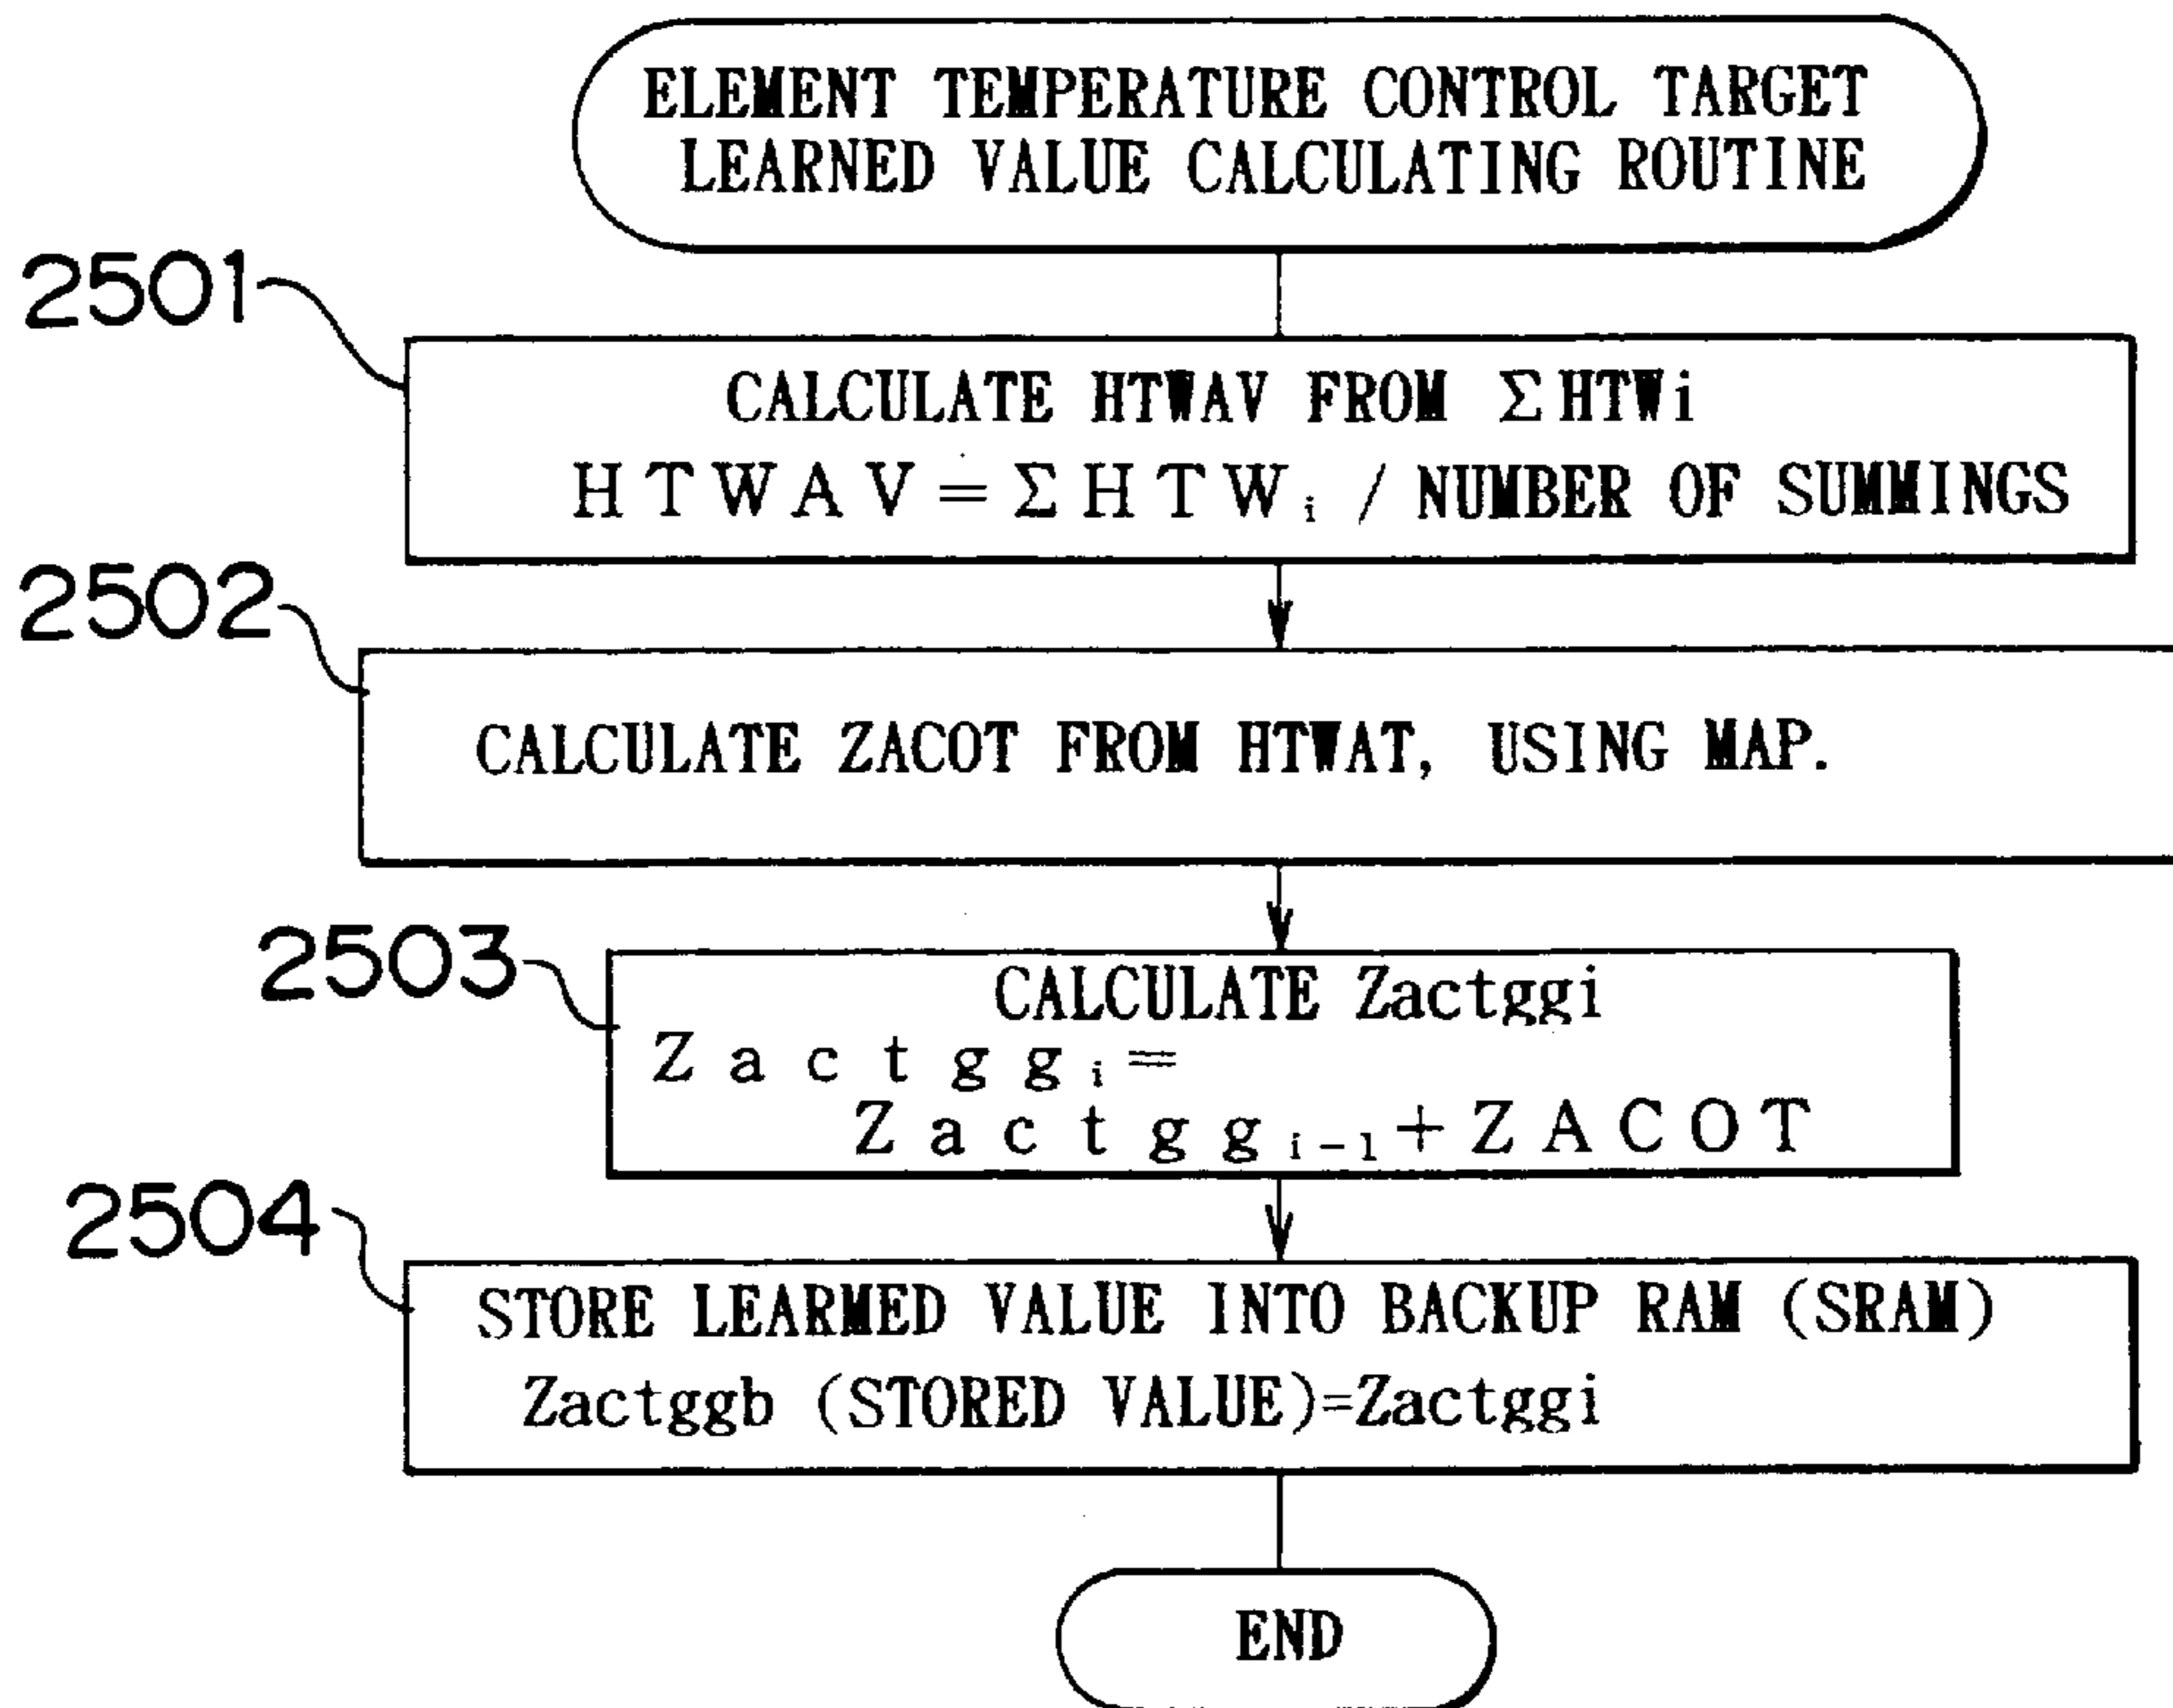 ELEMENT TEMPERATURE CONTROL TARGET
LEARNED VALUE CALCULATING ROUTINE
2501
CALCULATE HTWAV FROM ΣHTWi
HTWAV=ΣHTWi / NUMBER OF SUMMINGS
2502
CALCULATE ZACOT FROM HTWAT, USING MAP.
2503
CALCULATE Zactggi
Zactggi=
Zactggi-1+ZACOT
2504
STORE LEARMED VALUE INTO BACKUP RAM (SRAM)
Zactggb (STORED VALUE)=Zactggi
END